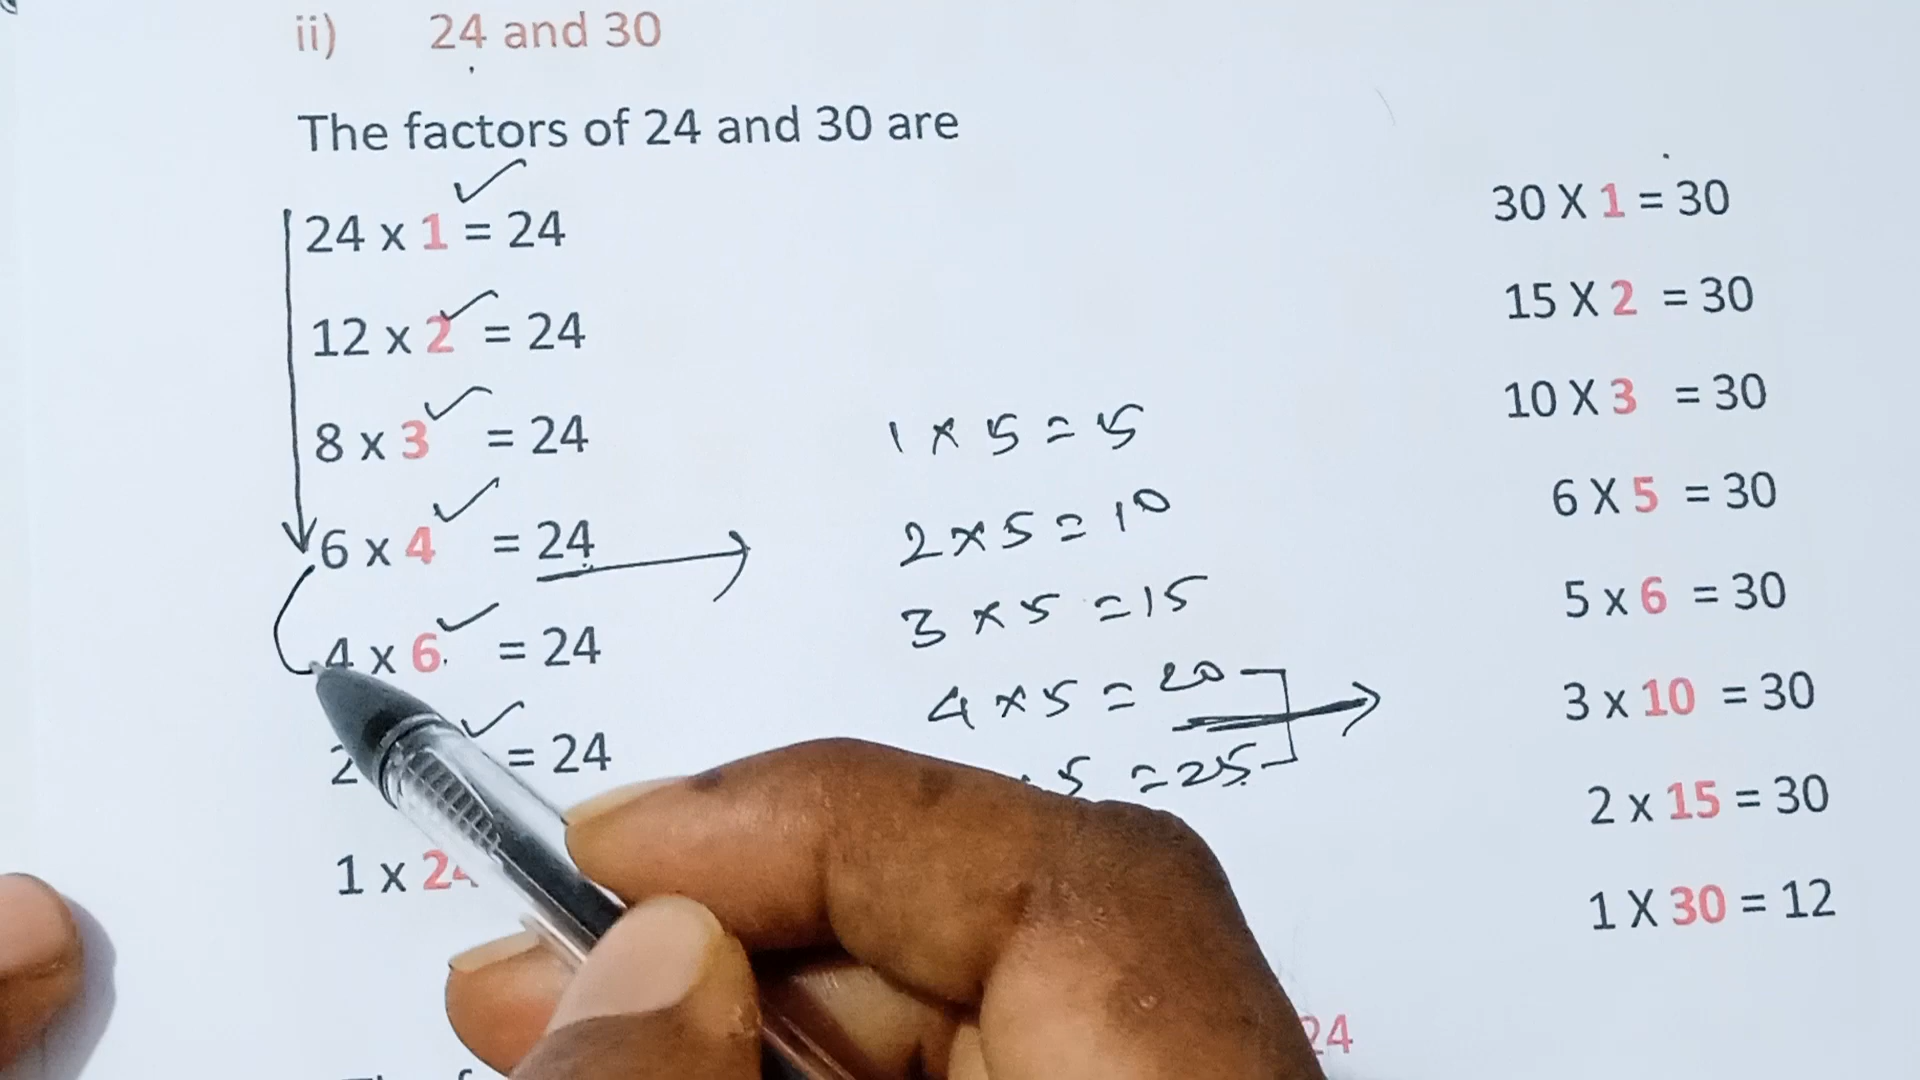 ii) 24 and 30
The factors of 24 and 30 are
24 x 1 = 24
12 x 2 = 24
8 x 3 = 24
6 x 4 = 24
4 x 6 = 24
2 = 24
1 x 24
1 × 5 = 5
2 × 5 = 10
3 × 5 = 15
4 × 5 = 20
5 = 25
30 X 1 = 30
15 X 2 = 30
10 X 3 = 30
6 X 5 = 30
5 x 6 = 30
3 x 10 = 30
2 x 15 = 30
1 X 30 = 12
24